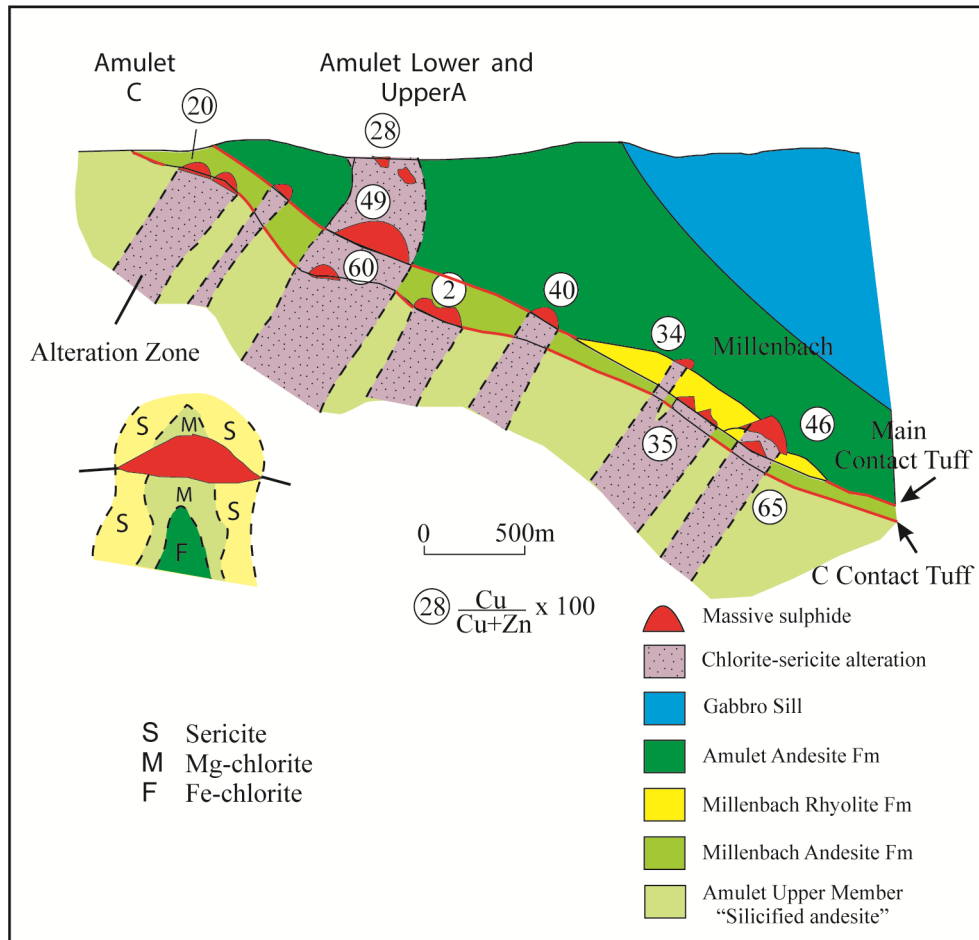 Amulet
C
Amulet Lower and
UpperA
20
28
49
60
2
40
34
Millenbach
35
46
65
Alteration Zone
Main
Contact Tuff
C Contact Tuff
S
M
S
S
M
S
F
0 500m
28 Cu/Cu+Zn x 100
Massive sulphide
Chlorite-sericite alteration
Gabbro Sill
Amulet Andesite Fm
Millenbach Rhyolite Fm
Millenbach Andesite Fm
Amulet Upper Member
“Silicified andesite”
S Sericite
M Mg-chlorite
F Fe-chlorite